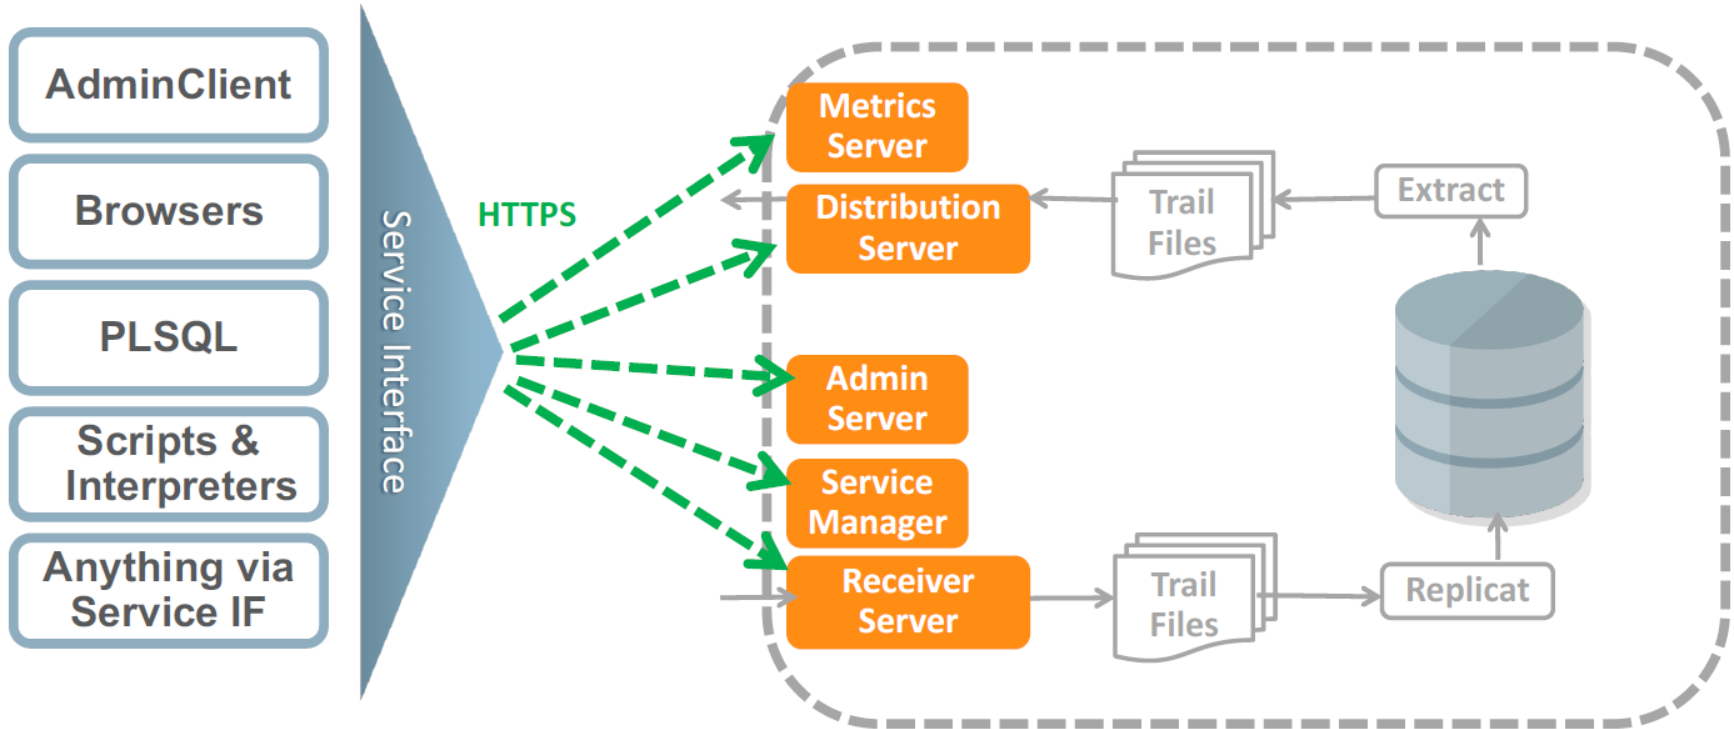 AdminClient
Browsers
PLSQL
Scripts &
Interpreters
Anything via
Service IF
Service Interface
HTTPS
Metrics
Server
Distribution
Server
Trail
Files
Extract
Admin
Server
Service
Manager
Receiver
Server
Trail
Files
Replicat